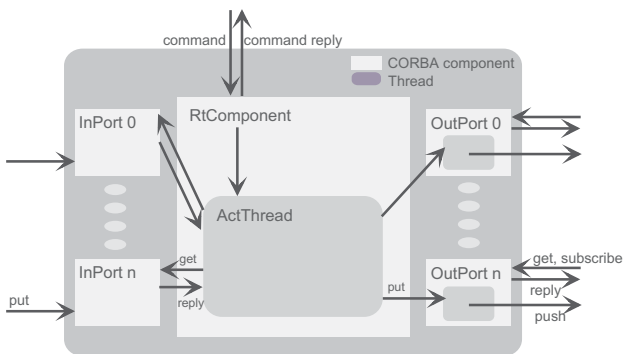 command
command reply
CORBA component
Thread
InPort 0
RtComponent
OutPort 0
ActThread
InPort n
get
reply
put
put
OutPort n
get, subscribe
reply
push